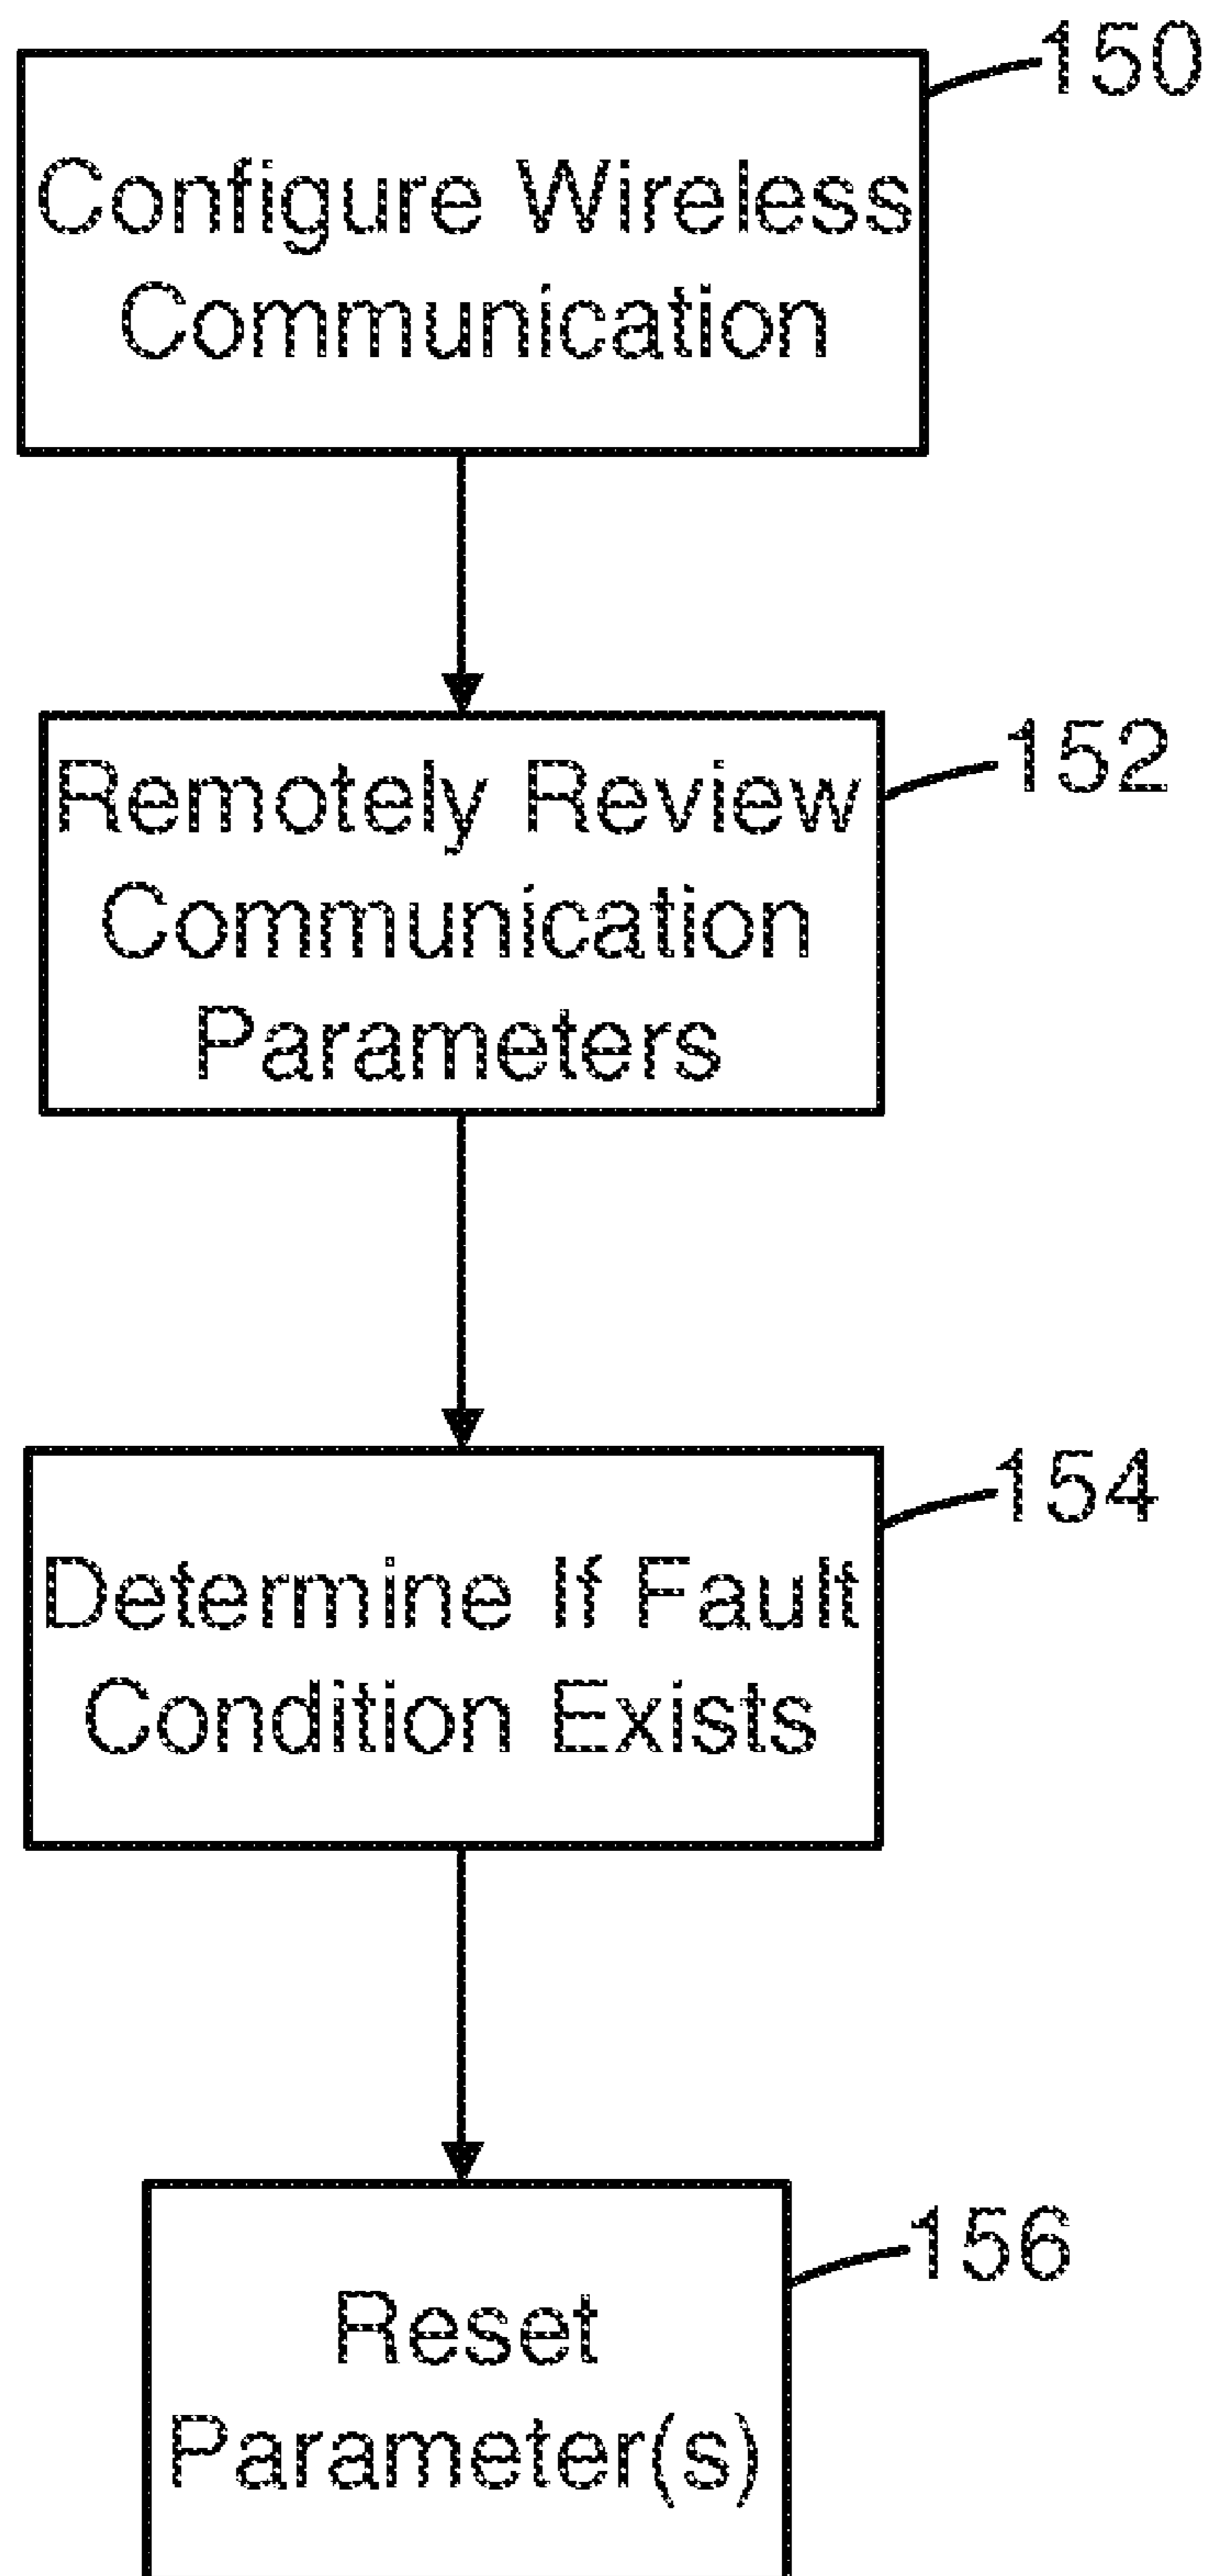 150
Configure Wireless
Communication
152
Remotely Review
Communication
Parameters
154
Determine If Fault
Condition Exists
156
Reset
Parameter(s)